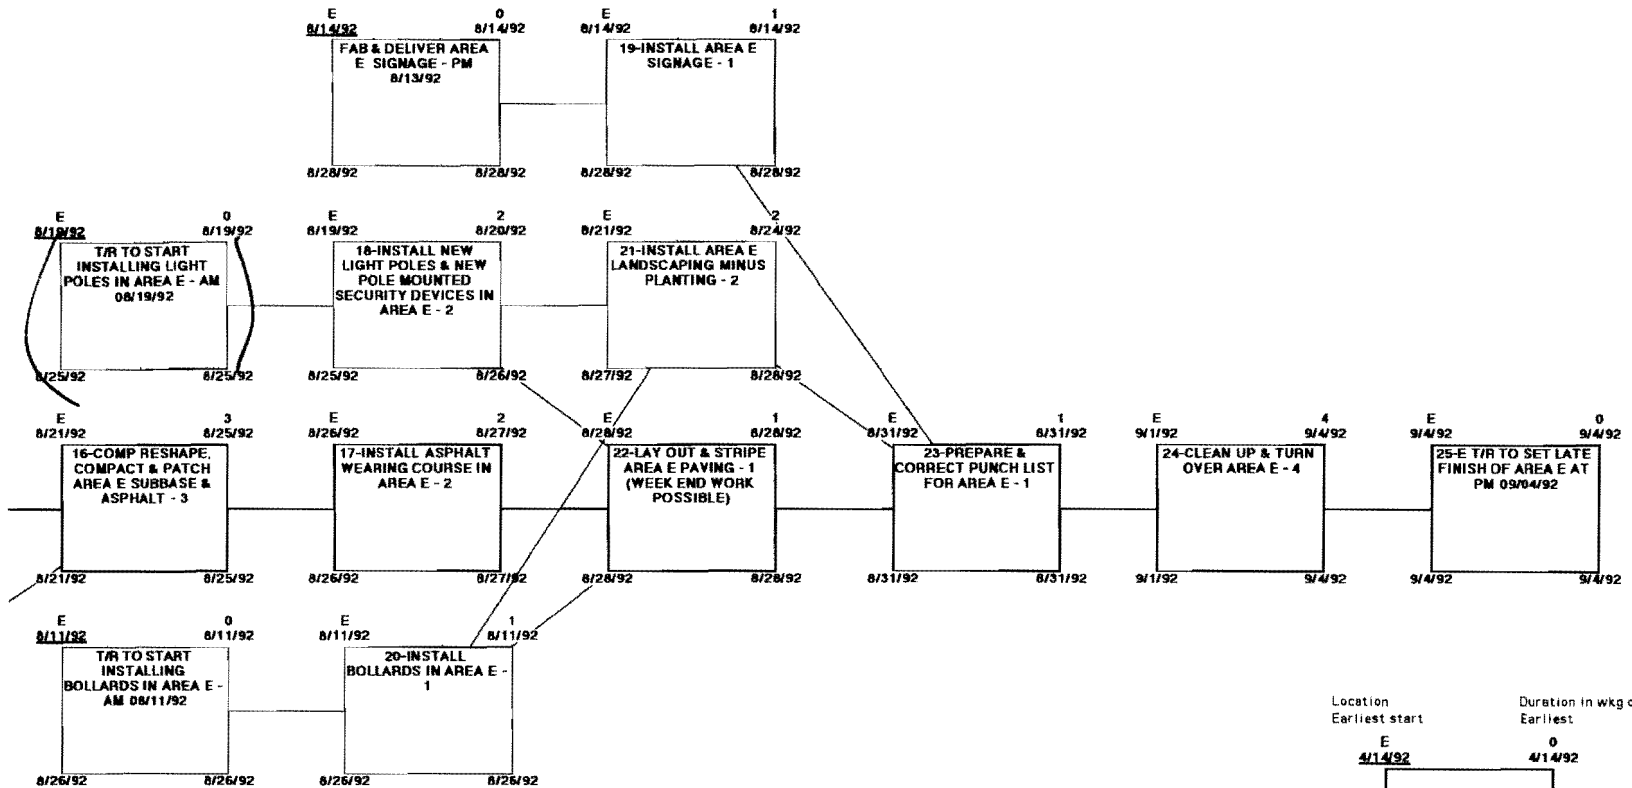 E 0 E 1
8/14/92 8/14/92 8/14/92 8/14/92
FAB & DELIVER AREA
E SIGNAGE - PM
8/13/92
19-INSTALL AREA E
SIGNAGE - 1
8/28/92 8/28/92 8/28/92 8/28/92
E 0 E 2 E 2
8/19/92 8/19/92 8/19/92 8/20/92 8/21/92 8/24/92
T/R TO START
INSTALLING LIGHT
POLES IN AREA E - AM
08/19/92
18-INSTALL NEW
LIGHT POLES & NEW
POLE MOUNTED
SECURITY DEVICES IN
AREA E - 2
21-INSTALL AREA E
LANDSCAPING MINUS
PLANTING - 2
8/25/92 8/25/92 8/25/92 8/26/92 8/27/92 8/28/92
E 3 E 2 E 1 E 1 E 4 E 0
8/21/92 8/25/92 8/26/92 8/27/92 8/28/92 8/28/92 8/31/92 8/31/92 9/1/92 9/4/92 9/4/92 9/4/92
16-COMP RESHAPE,
COMPACT & PATCH
AREA E SUBBASE &
ASPHALT - 3
17-INSTALL ASPHALT
WEARING COURSE IN
AREA E - 2
22-LAY OUT & STRIPE
AREA E PAVING - 1
(WEEK END WORK
POSSIBLE)
23-PREPARE &
CORRECT PUNCH LIST
FOR AREA E - 1
24-CLEAN UP & TURN
OVER AREA E - 4
25-E T/R TO SET LATE
FINISH OF AREA E AT
PM 09/04/92
8/21/92 8/25/92 8/26/92 8/27/92 8/28/92 8/28/92 8/31/92 8/31/92 9/1/92 9/4/92 9/4/92 9/4/92
E 0 E 1
8/11/92 8/11/92 8/11/92 8/11/92
T/R TO START
INSTALLING
BOLLARDS IN AREA E -
AM 08/11/92
20-INSTALL
BOLLARDS IN AREA E -
1
8/26/92 8/26/92 8/26/92 8/26/92
Location Duration in wkg
Earliest start Earliest
E 0
4/14/92 4/14/92